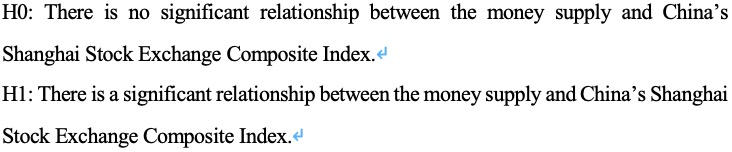 H0: There is no significant relationship between the money supply and China’s
Shanghai Stock Exchange Composite Index.↵
H1: There is a significant relationship between the money supply and China’s Shanghai
Stock Exchange Composite Index.↵